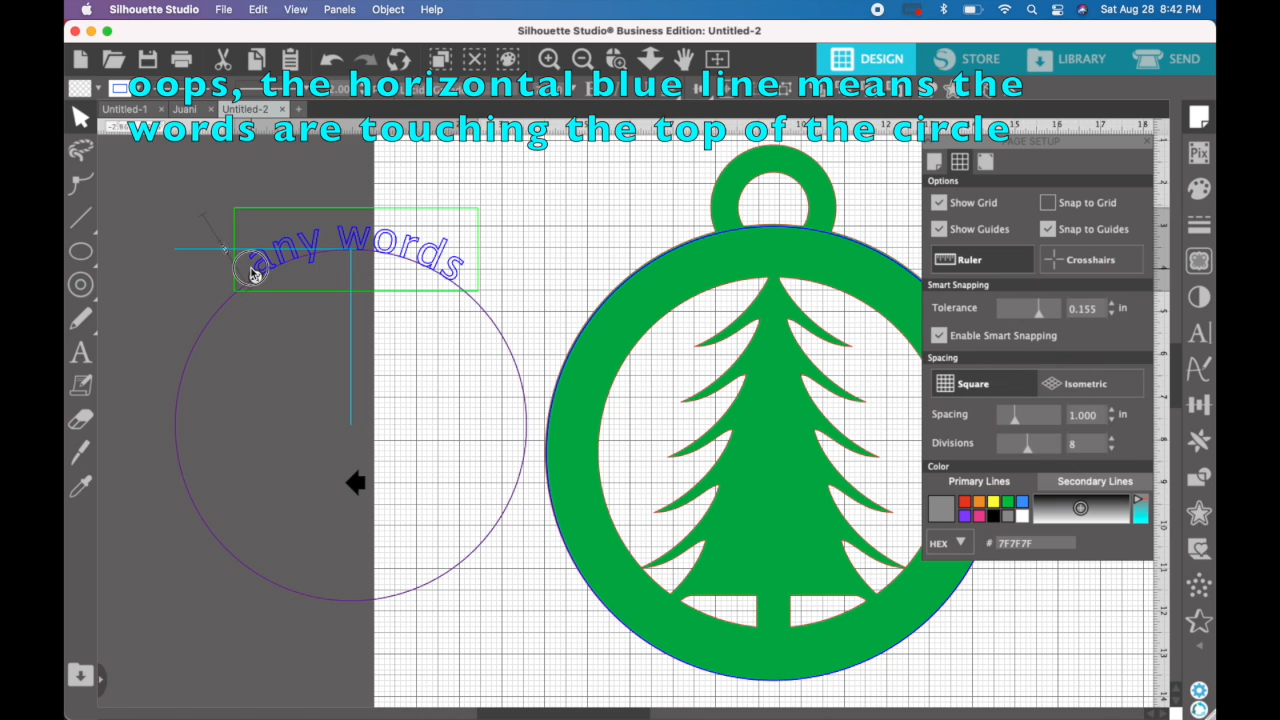 Silhouette Studio File Edit View Panels Object Help Sat Aug 28 8:42 PM
Silhouette Studio® Business Edition: Untitled-2
DESIGN STORE LIBRARY SEND
oops, the horizontal blue line means the
words are touching the top of the circle
Untitled-1 Juani Untitled-2
PAGE SETUP
Options
Show Grid Snap to Grid
Show Guides Snap to Guides
Ruler Crosshairs
Smart Snapping
Tolerance 0.155 in
Enable Smart Snapping
Spacing
Square Isometric
Spacing 1.000 in
Divisions 8
Color
Primary Lines Secondary Lines
HEX # 7F7F7F
any words